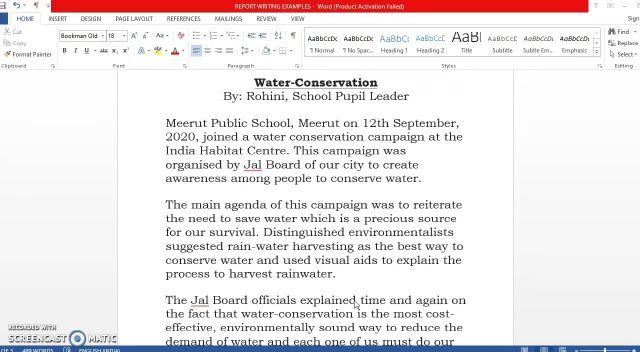 REPORT WRITING EXAMPLES - Word (Product Activation Failed)
HOME INSERT DESIGN PAGE LAYOUT REFERENCES MAILINGS REVIEW VIEW Sign
Cut
Copy
Format Painter
Clipboard
Bookman Old 18
Font
Paragraph
AaBbCcDc AaBbCcDc AaBbCc AaBbCc AaBl AaBbCcD AaBbCcDc AaBbCcDc
¶ Normal ¶ No Spac... Heading 1 Heading 2 Title Subtitle Subtle Em... Emphasis
Styles
Find
Replace
Select
Editing
Water-Conservation
By: Rohini, School Pupil Leader
Meerut Public School, Meerut on 12th September,
2020, joined a water conservation campaign at the
India Habitat Centre. This campaign was
organised by Jal Board of our city to create
awareness among people to conserve water.
The main agenda of this campaign was to reiterate
the need to save water which is a precious source
for our survival. Distinguished environmentalists
suggested rain-water harvesting as the best way to
conserve water and used visual aids to explain the
process to harvest rainwater.
The Jal Board officials explained time and again on
the fact that water-conservation is the most cost-
effective, environmentally sound way to reduce the
demand of water and each one of us must do our
RECORDED WITH
SCREENCAST MATIC
OF 5 488 WORDS ENGLISH (INDIA)